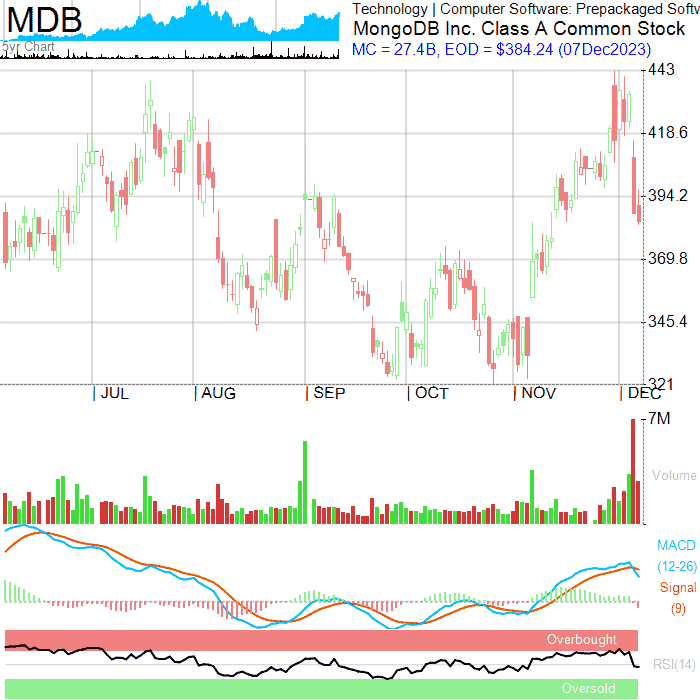 MDB
5yr Chart
Technology | Computer Software: Prepackaged Softw
MongoDB Inc. Class A Common Stock
MC = 27.4B, EOD = $384.24 (07Dec2023)
443
418.6
394.2
369.8
345.4
321
| JUL | AUG | SEP | OCT | NOV | DEC
7M
Volume
MACD
(12-26)
Signal
(9)
Overbought
RSI(14)
Oversold